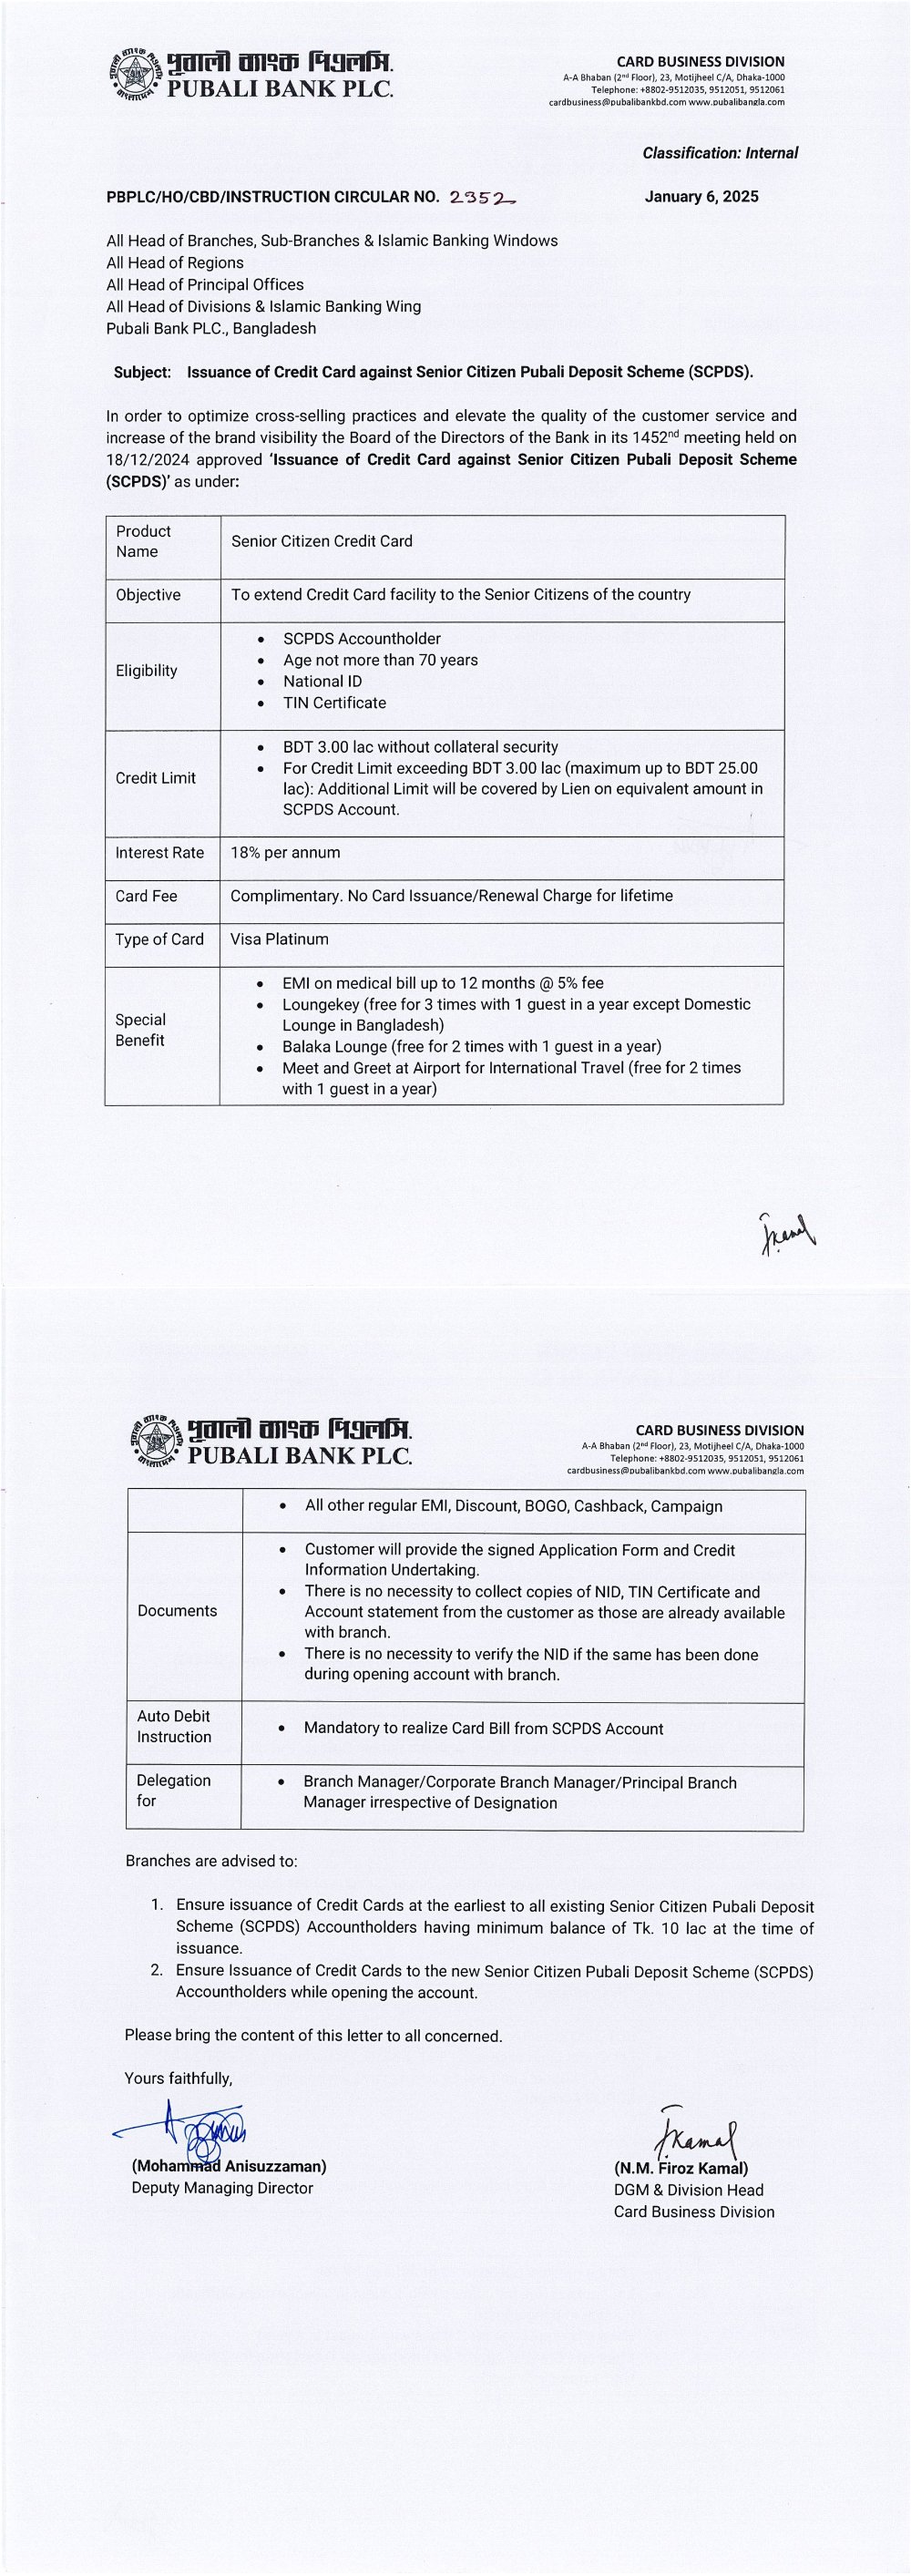 পূবালী ব্যাংক পিএলসি.
PUBALI BANK PLC.
CARD BUSINESS DIVISION
A-A Bhaban (2nd Floor), 23, Motijheel C/A, Dhaka-1000
Telephone: +8802-9512035, 9512051, 9512061
cardbusiness@pubalibankbd.com www.pubalibangla.com
Classification: Internal
PBPLC/HO/CBD/INSTRUCTION CIRCULAR NO. 2352
January 6, 2025
All Head of Branches, Sub-Branches & Islamic Banking Windows
All Head of Regions
All Head of Principal Offices
All Head of Divisions & Islamic Banking Wing
Pubali Bank PLC., Bangladesh
Subject: Issuance of Credit Card against Senior Citizen Pubali Deposit Scheme (SCPDS).
In order to optimize cross-selling practices and elevate the quality of the customer service and
increase of the brand visibility the Board of the Directors of the Bank in its 1452nd meeting held on
18/12/2024 approved ‘Issuance of Credit Card against Senior Citizen Pubali Deposit Scheme
(SCPDS)’ as under:
Product
Name
Senior Citizen Credit Card
Objective
To extend Credit Card facility to the Senior Citizens of the country
Eligibility
• SCPDS Accountholder
• Age not more than 70 years
• National ID
• TIN Certificate
Credit Limit
• BDT 3.00 lac without collateral security
• For Credit Limit exceeding BDT 3.00 lac (maximum up to BDT 25.00
lac): Additional Limit will be covered by Lien on equivalent amount in
SCPDS Account.
Interest Rate
18% per annum
Card Fee
Complimentary. No Card Issuance/Renewal Charge for lifetime
Type of Card
Visa Platinum
Special
Benefit
• EMI on medical bill up to 12 months @ 5% fee
• Loungekey (free for 3 times with 1 guest in a year except Domestic
Lounge in Bangladesh)
• Balaka Lounge (free for 2 times with 1 guest in a year)
• Meet and Greet at Airport for International Travel (free for 2 times
with 1 guest in a year)
Fkamal
পূবালী ব্যাংক পিএলসি.
PUBALI BANK PLC.
CARD BUSINESS DIVISION
A-A Bhaban (2nd Floor), 23, Motijheel C/A, Dhaka-1000
Telephone: +8802-9512035, 9512051, 9512061
cardbusiness@pubalibankbd.com www.pubalibangla.com
• All other regular EMI, Discount, BOGO, Cashback, Campaign
Documents
• Customer will provide the signed Application Form and Credit
Information Undertaking.
• There is no necessity to collect copies of NID, TIN Certificate and
Account statement from the customer as those are already available
with branch.
• There is no necessity to verify the NID if the same has been done
during opening account with branch.
Auto Debit
Instruction
• Mandatory to realize Card Bill from SCPDS Account
Delegation
for
• Branch Manager/Corporate Branch Manager/Principal Branch
Manager irrespective of Designation
Branches are advised to:
1. Ensure issuance of Credit Cards at the earliest to all existing Senior Citizen Pubali Deposit
Scheme (SCPDS) Accountholders having minimum balance of Tk. 10 lac at the time of
issuance.
2. Ensure Issuance of Credit Cards to the new Senior Citizen Pubali Deposit Scheme (SCPDS)
Accountholders while opening the account.
Please bring the content of this letter to all concerned.
Yours faithfully,
Fkamal
(Mohammad Anisuzzaman)
Deputy Managing Director
(N.M. Firoz Kamal)
DGM & Division Head
Card Business Division